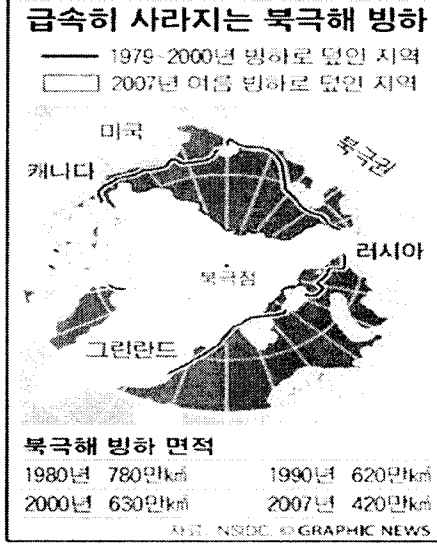 급속히 사라지는 북극해 빙하
1979~2000년 빙하로 덮인 지역
2007년 여름 빙하로 덮인 지역
미국
북극권
캐나다
러시아
북극점
그린란드
북극해 빙하 면적
1980년 780만㎢ 1990년 620만㎢
2000년 630만㎢ 2007년 420만㎢
자료: NSIDC ©GRAPHIC NEWS